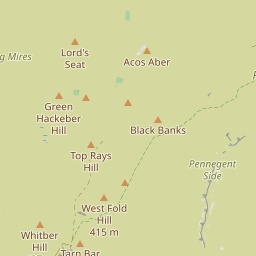 g Mires
Lord's
Seat
Acos Aber
Green
Hackeber
Hill
Black Banks
Top Rays
Hill
Pennegent
Side
West Fold
Hill
415 m
Whitber
Hill
Tarn Bar